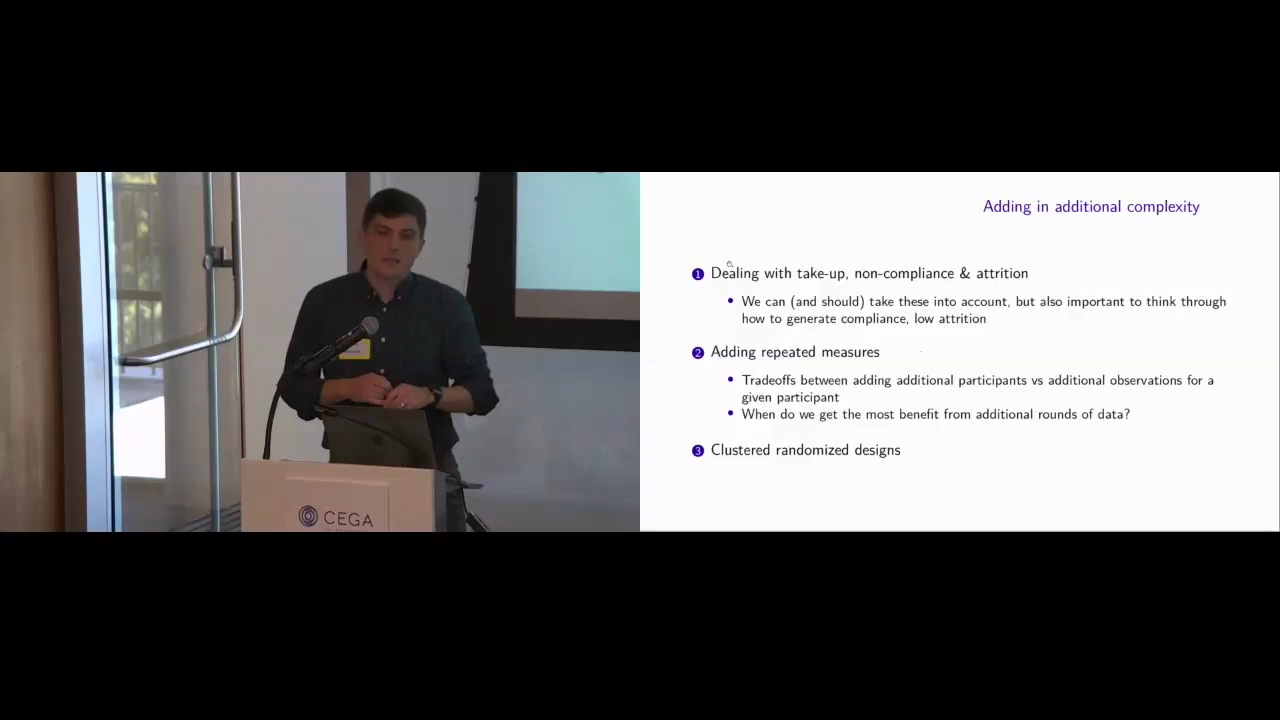 CEGA
Adding in additional complexity
1 Dealing with take-up, non-compliance & attrition
• We can (and should) take these into account, but also important to think through
how to generate compliance, low attrition
2 Adding repeated measures
• Tradeoffs between adding additional participants vs additional observations for a
given participant
• When do we get the most benefit from additional rounds of data?
3 Clustered randomized designs